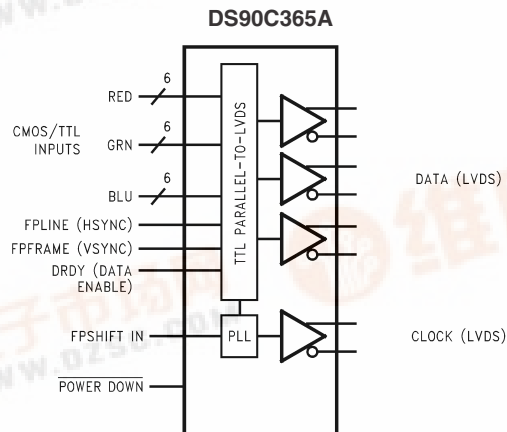 DS90C365A
6
RED
6
CMOS/TTL
INPUTS
GRN
6
BLU
FPLINE (HSYNC)
FPFRAME (VSYNC)
DRDY (DATA
ENABLE)
TTL PARALLEL-TO-LVDS
DATA (LVDS)
FPSHIFT IN
PLL
CLOCK (LVDS)
POWER DOWN